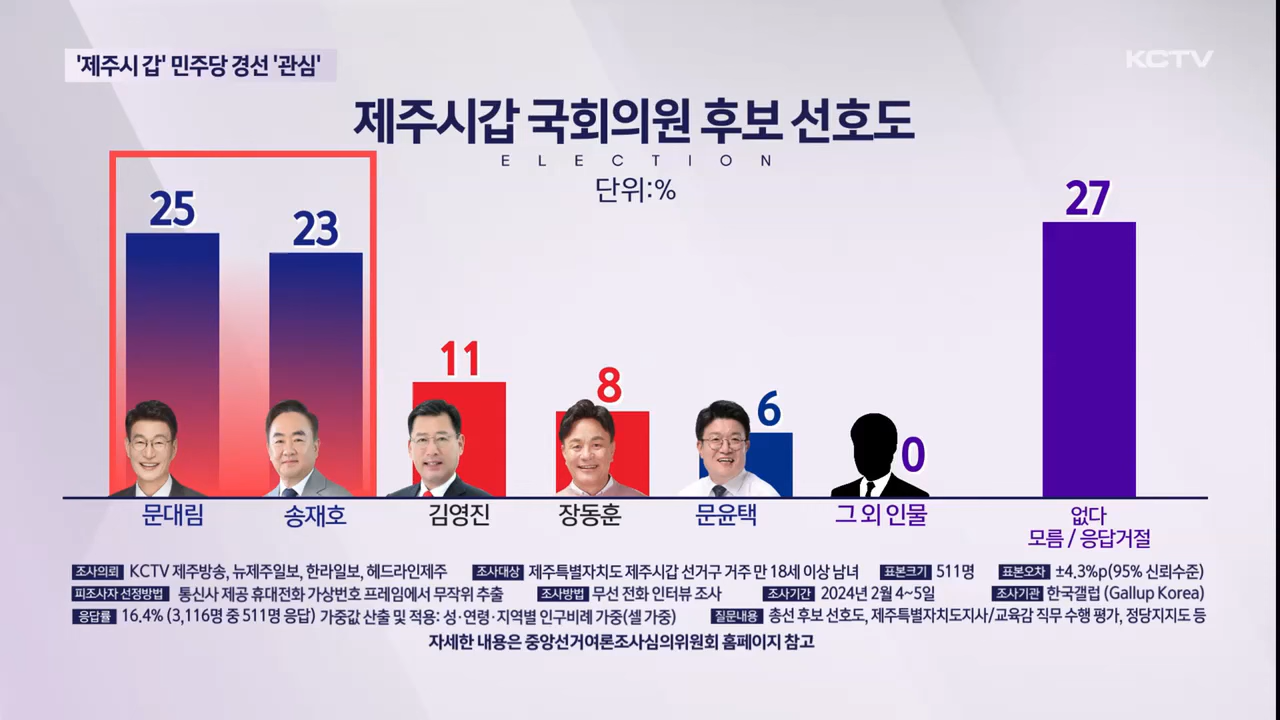 '제주시 갑' 민주당 경선 '관심'
KCTV
제주시갑 국회의원 후보 선호도
ELECTION
단위:%
25
23
11
8
6
0
27
문대림
송재호
김영진
장동훈
문윤택
그 외 인물
없다
모름 / 응답거절
조사의뢰 KCTV 제주방송, 뉴제주일보, 한라일보, 헤드라인제주 조사대상 제주특별자치도 제주시갑 선거구 거주 만 18세 이상 남녀 표본크기 511명 표본오차 ±4.3%p(95% 신뢰수준)
피조사자 선정방법 통신사 제공 휴대전화 가상번호 프레임에서 무작위 추출 조사방법 무선 전화 인터뷰 조사 조사기간 2024년 2월 4~5일 조사기관 한국갤럽 (Gallup Korea)
응답률 16.4% (3,116명 중 511명 응답) 가중값 산출 및 적용: 성·연령·지역별 인구비례 가중(셀 가중) 질문내용 총선 후보 선호도, 제주특별자치도지사/교육감 직무 수행 평가, 정당지지도 등
자세한 내용은 중앙선거여론조사심의위원회 홈페이지 참고